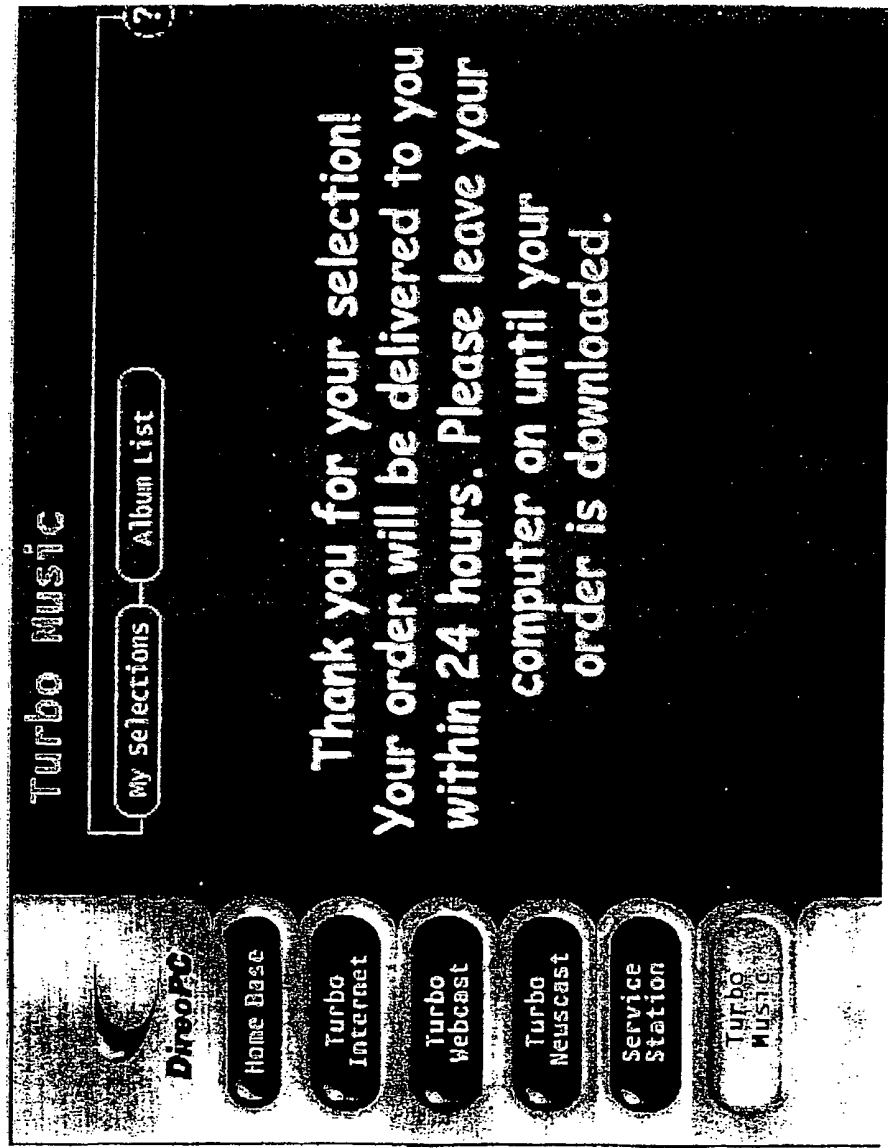 Turbo Music
My Selections
Album List
?
DirecPC
Home Base
Turbo
Internet
Turbo
Webcast
Turbo
Newscast
Service
Station
Turbo
Music
Thank you for your selection!
Your order will be delivered to you
within 24 hours. Please leave your
computer on until your
order is downloaded.